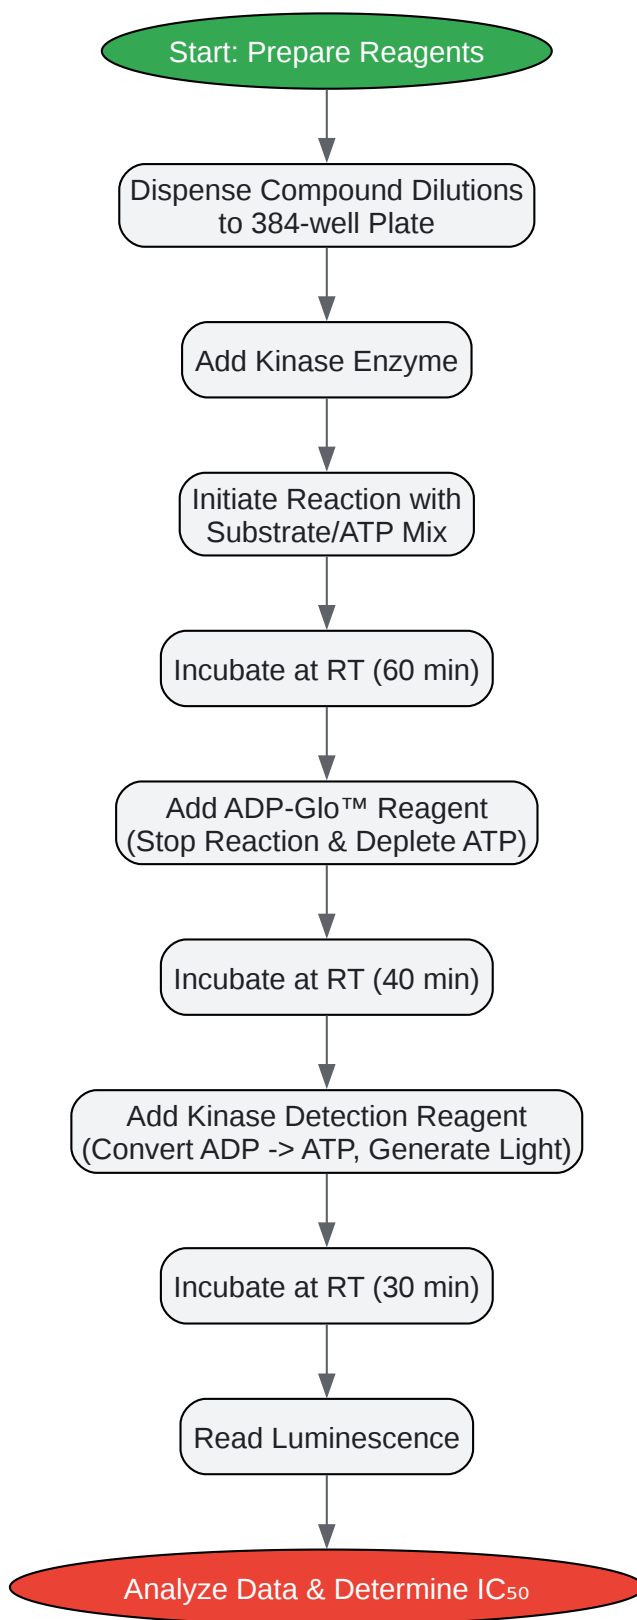 Start: Prepare Reagents
Dispense Compound Dilutions
to 384-well Plate
Add Kinase Enzyme
Initiate Reaction with
Substrate/ATP Mix
Incubate at RT (60 min)
Add ADP-Glo™ Reagent
(Stop Reaction & Deplete ATP)
Incubate at RT (40 min)
Add Kinase Detection Reagent
(Convert ADP -> ATP, Generate Light)
Incubate at RT (30 min)
Read Luminescence
Analyze Data & Determine IC₅₀